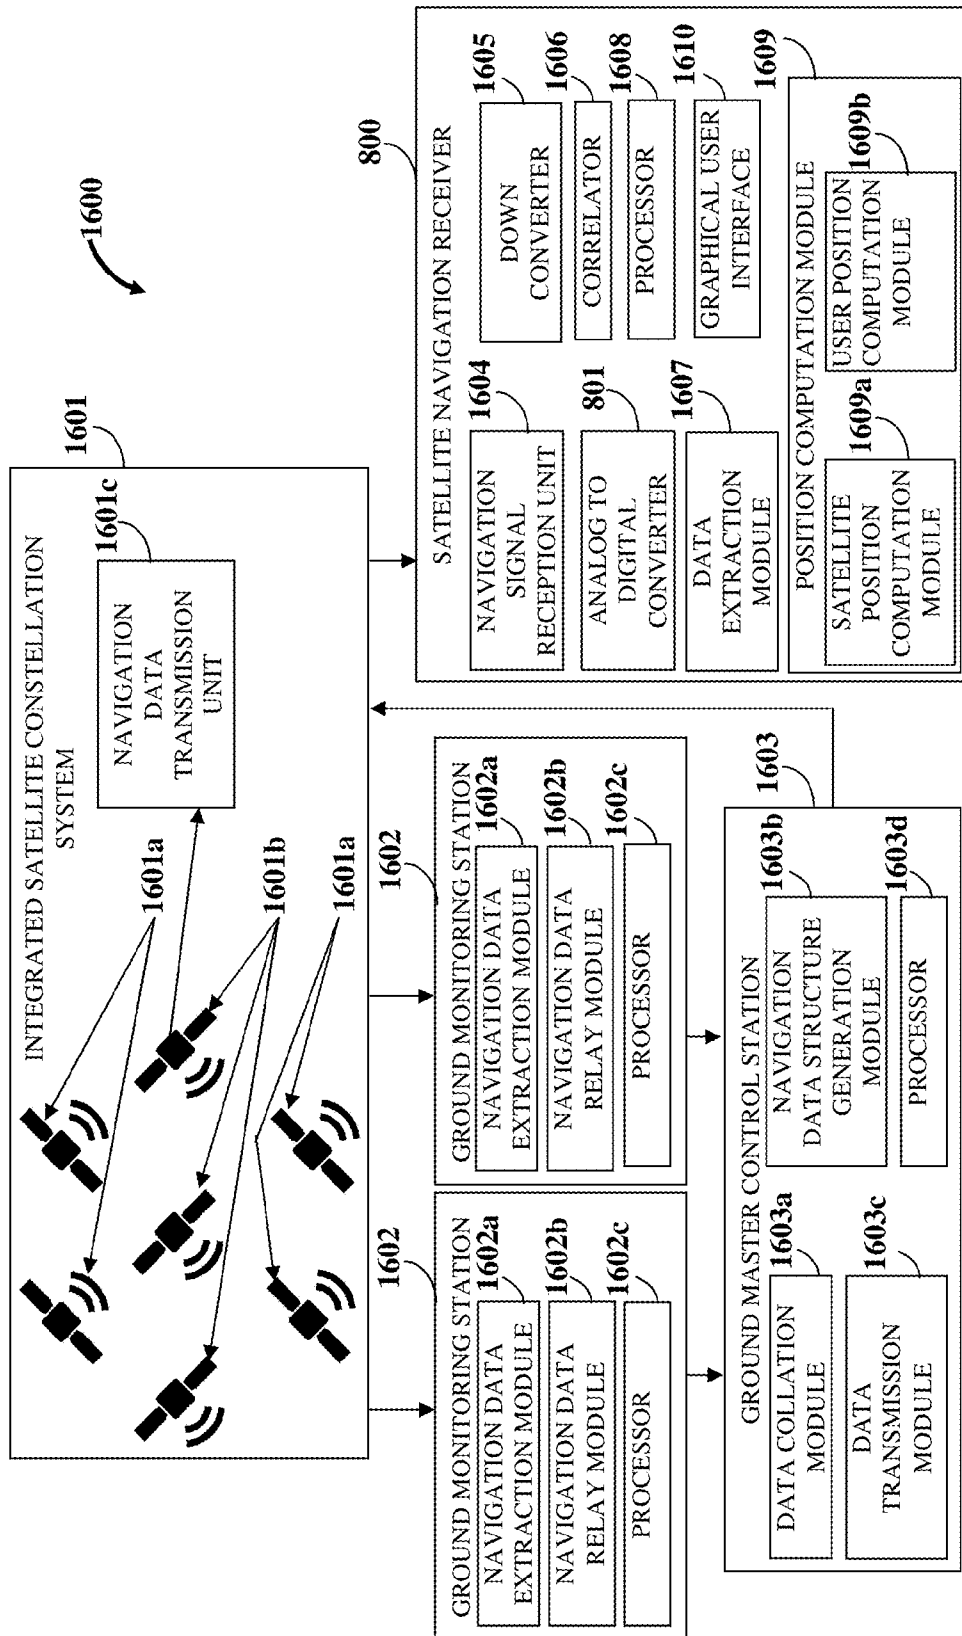 1600
1601
INTEGRATED SATELLITE CONSTELLATION
SYSTEM
1601a
1601b
1601a
1601c
NAVIGATION
DATA
TRANSMISSION
UNIT
1602
GROUND MONITORING STATION
1602a
NAVIGATION DATA
EXTRACTION MODULE
1602b
NAVIGATION DATA
RELAY MODULE
1602c
PROCESSOR
1602
GROUND MONITORING STATION
1602a
NAVIGATION DATA
EXTRACTION MODULE
1602b
NAVIGATION DATA
RELAY MODULE
1602c
PROCESSOR
1603
GROUND MASTER CONTROL STATION
1603a
DATA COLLATION
MODULE
1603b
NAVIGATION
DATA STRUCTURE
GENERATION
MODULE
1603c
DATA
TRANSMISSION
MODULE
1603d
PROCESSOR
800
SATELLITE NAVIGATION RECEIVER
1604
NAVIGATION
SIGNAL
RECEPTION UNIT
1605
DOWN
CONVERTER
1606
CORRELATOR
801
ANALOG TO
DIGITAL
CONVERTER
1608
PROCESSOR
1607
DATA
EXTRACTION
MODULE
1610
GRAPHICAL USER
INTERFACE
1609
POSITION COMPUTATION MODULE
1609a
SATELLITE
POSITION
COMPUTATION
MODULE
1609b
USER POSITION
COMPUTATION
MODULE